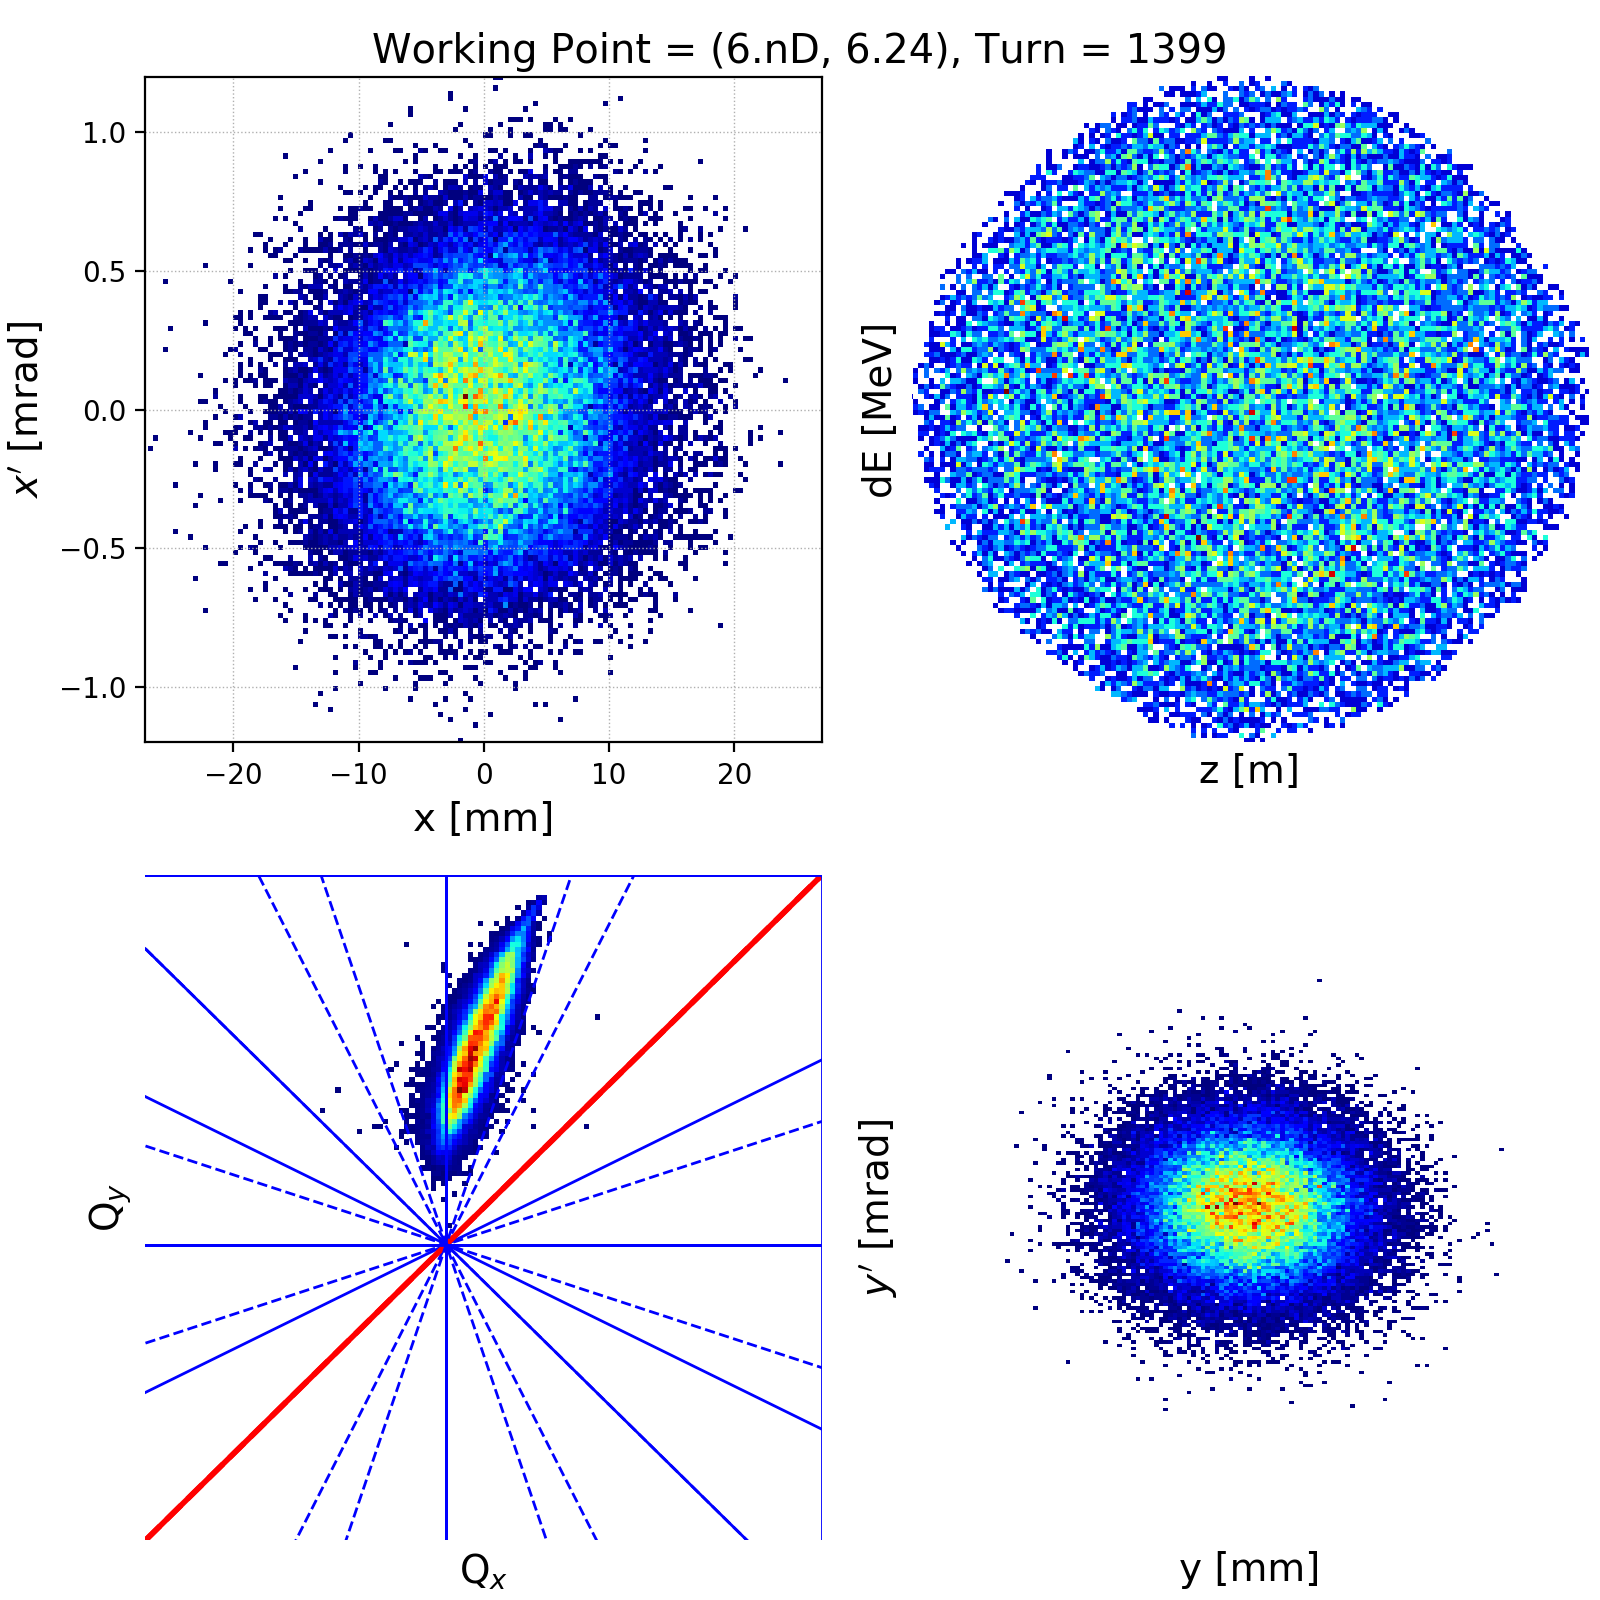 Working Point = (6.nD, 6.24), Turn = 1399
1.0
0.5
0.0
−0.5
−1.0
x′ [mrad]
−20 −10 0 10 20
x [mm]
dE [MeV]
z [m]
Qy
Qx
y′ [mrad]
y [mm]